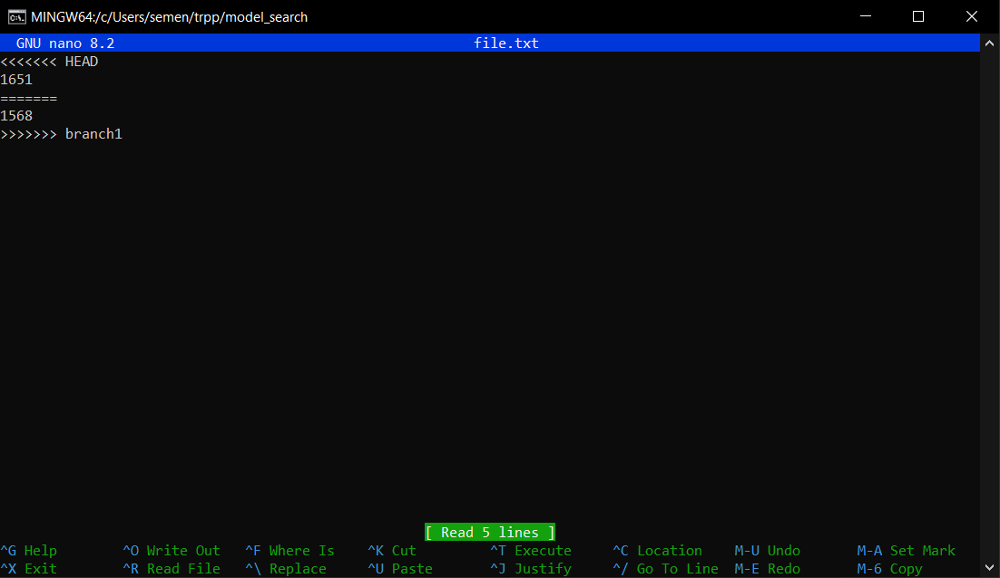 MINGW64:/c/Users/semen/trpp/model_search
GNU nano 8.2 file.txt
<<<<<<< HEAD
1651
=======
1568
>>>>>>> branch1
[ Read 5 lines ]
^G Help ^O Write Out ^F Where Is ^K Cut ^T Execute ^C Location M-U Undo M-A Set Mark
^X Exit ^R Read File ^\ Replace ^U Paste ^J Justify ^/ Go To Line M-E Redo M-6 Copy